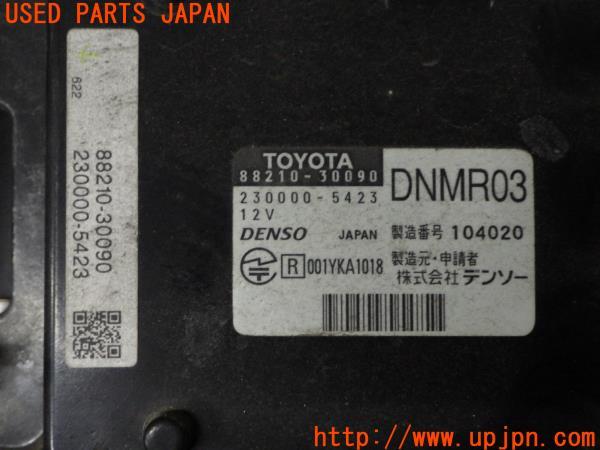 USED PARTS JAPAN
622
88210-30090
230000-5423
TOYOTA
88210-30090
230000-5423
12V
DENSO JAPAN
R 001YKA1018
DNMR03
製造番号 104020
製造元・申請者
株式会社デンソー
http://www.upjpn.com/